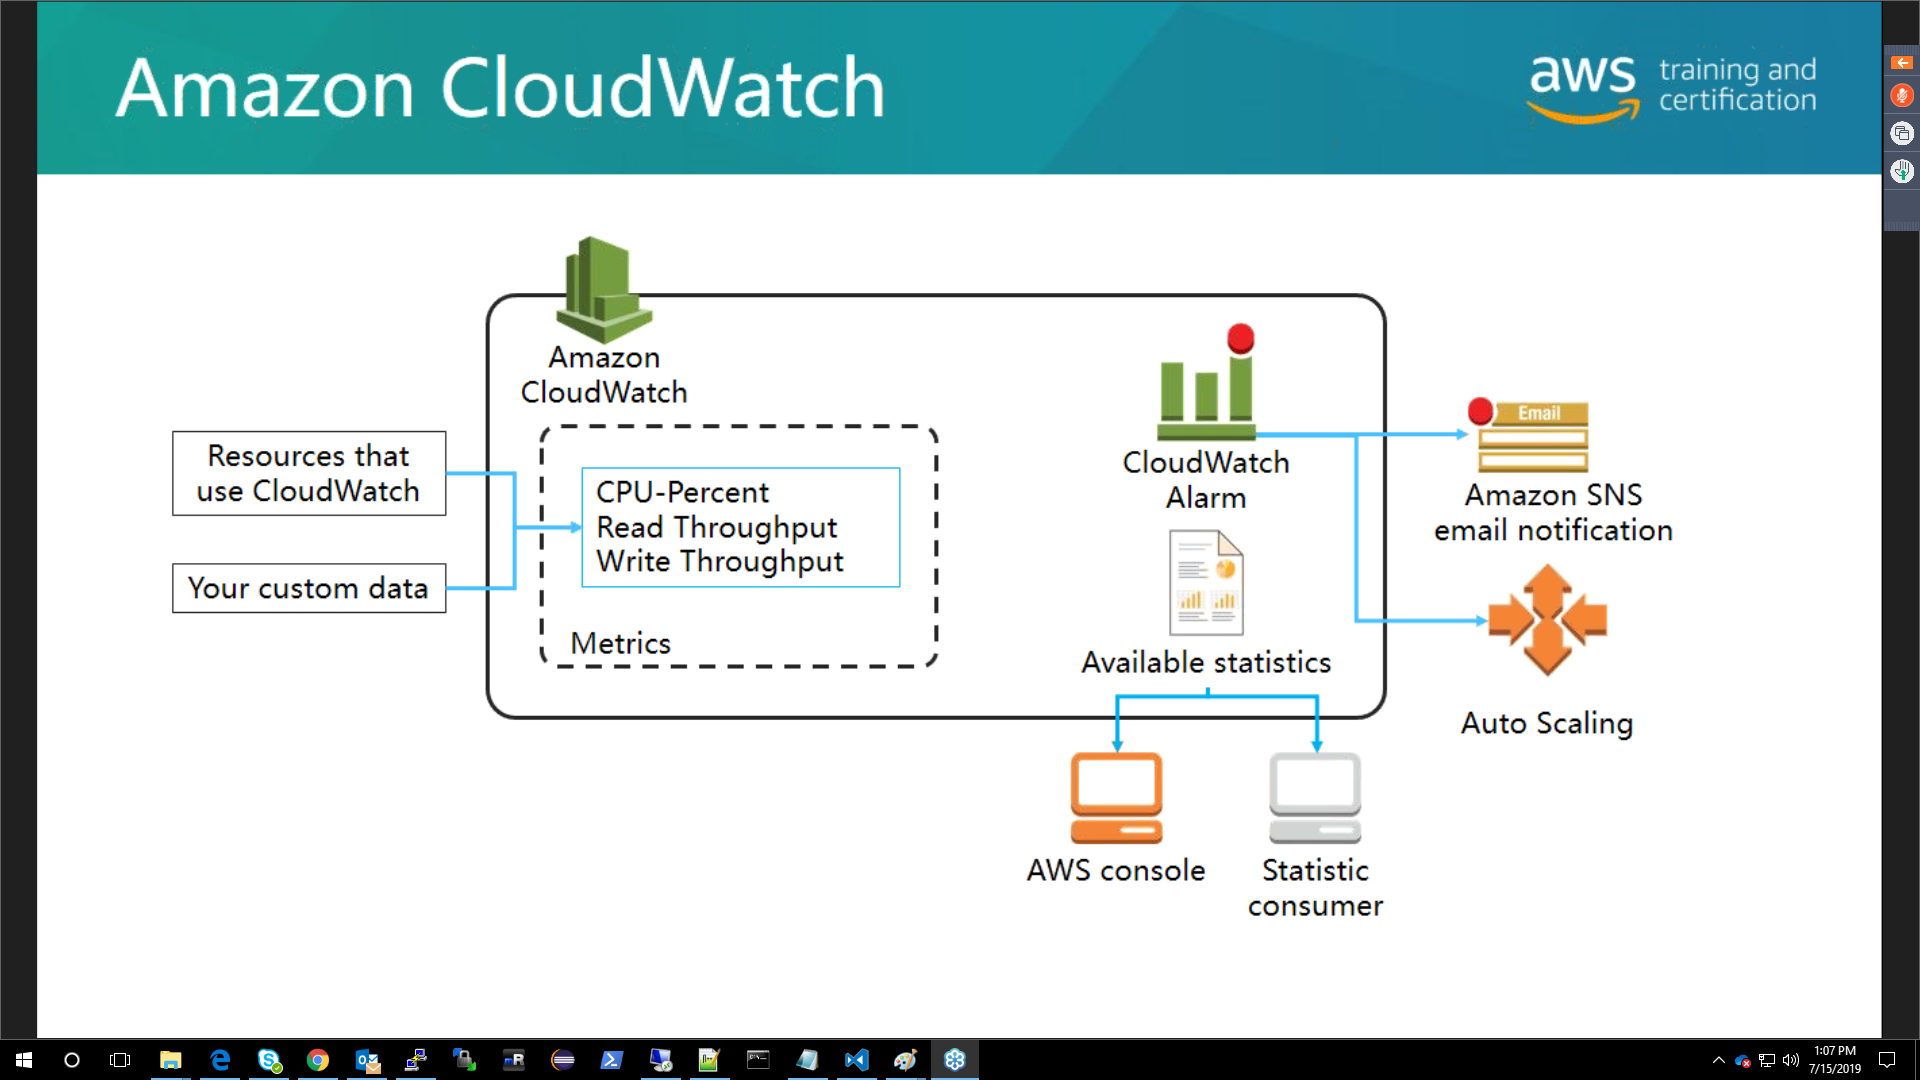 Amazon CloudWatch
aws training and
certification
Amazon
CloudWatch
Resources that
use CloudWatch
Your custom data
CPU-Percent
Read Throughput
Write Throughput
Metrics
CloudWatch
Alarm
Available statistics
Email
Amazon SNS
email notification
Auto Scaling
AWS console
Statistic
consumer
1:07 PM
7/15/2019